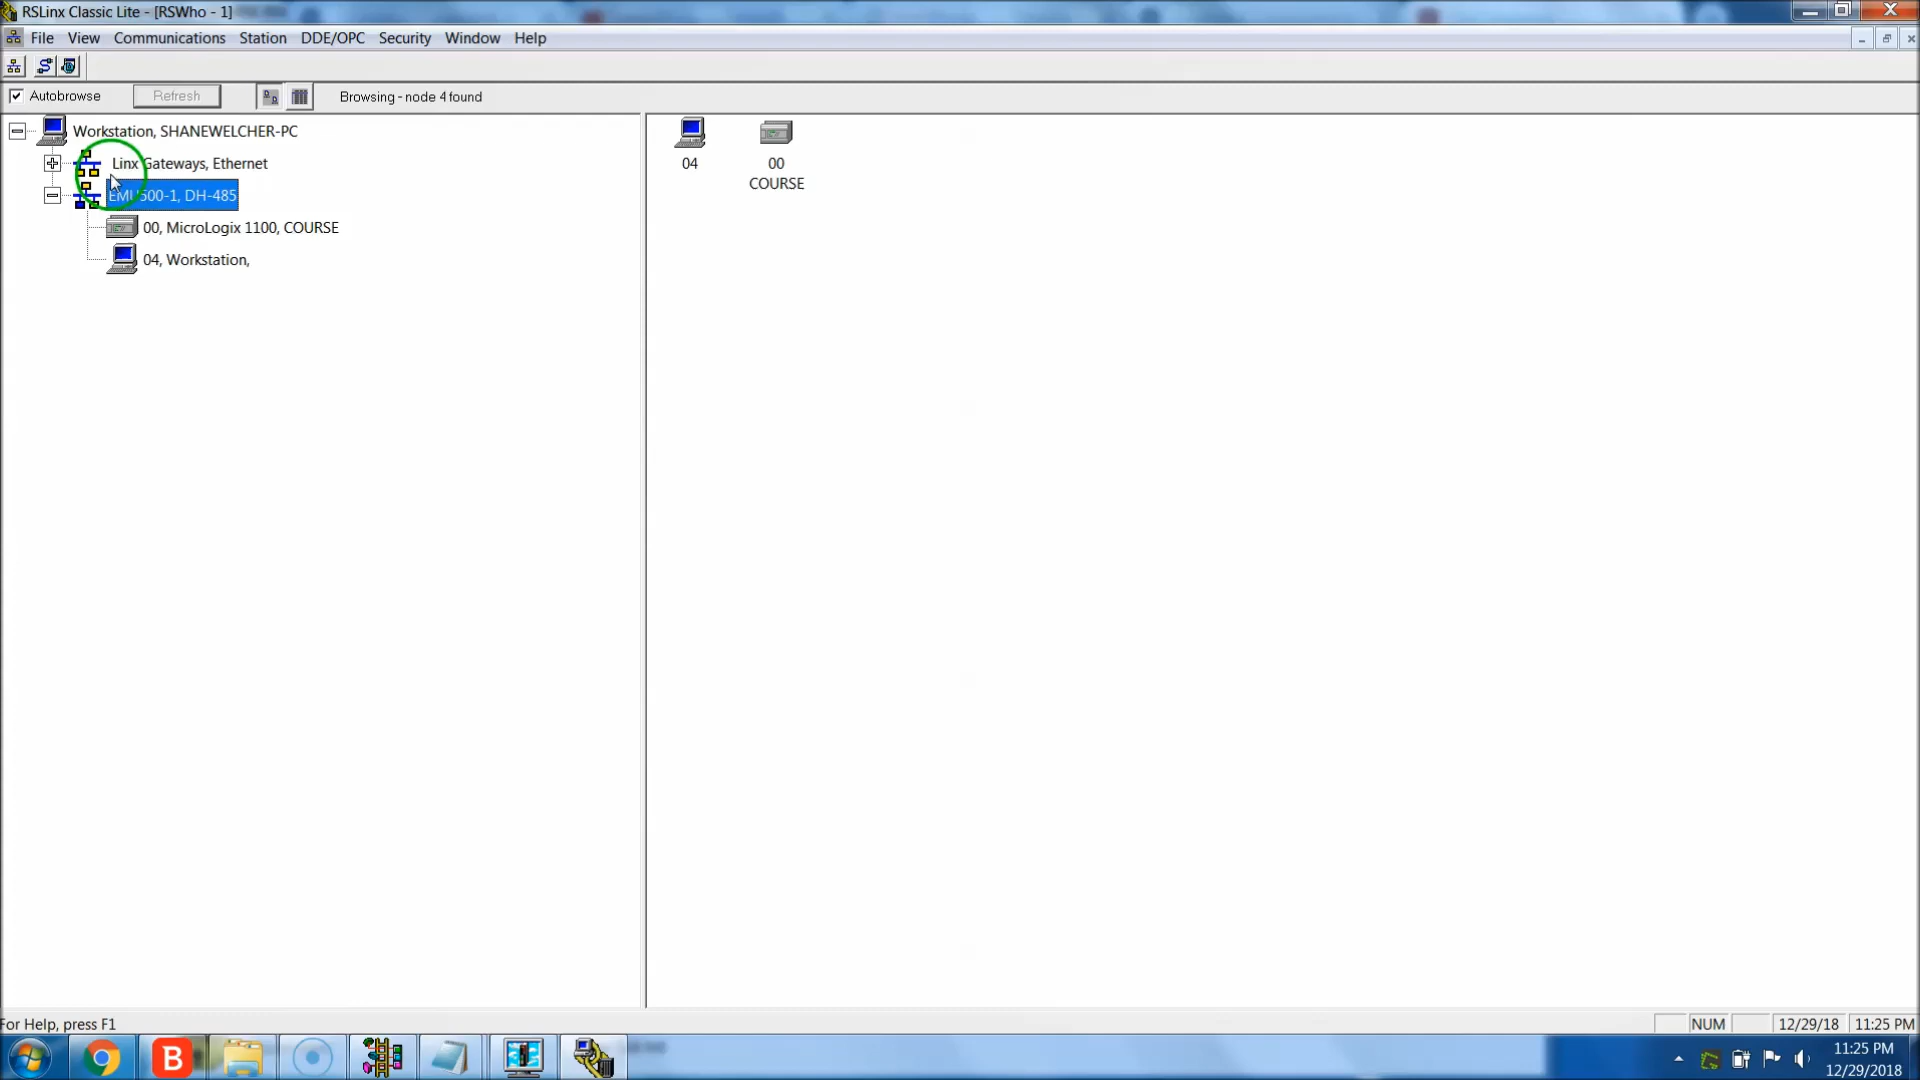 RSLinx Classic Lite - [RSWho - 1]
File View Communications Station DDE/OPC Security Window Help
Autobrowse Refresh Browsing - node 4 found
Workstation, SHANEWELCHER-PC
Linx Gateways, Ethernet
EMU500-1, DH-485
00, MicroLogix 1100, COURSE
04, Workstation,
04
00
COURSE
For Help, press F1
NUM 12/29/18 11:25 PM
B
11:25 PM
12/29/2018